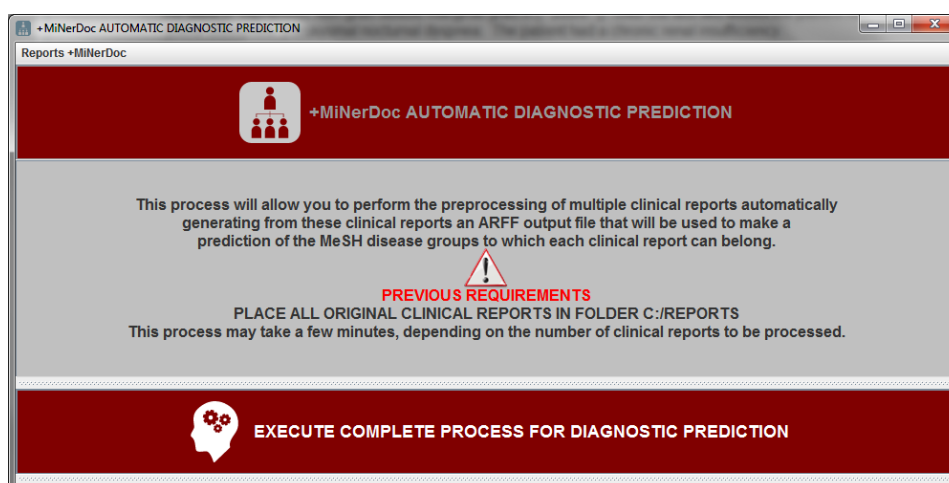 +MiNerDoc AUTOMATIC DIAGNOSTIC PREDICTION
Reports +MiNerDoc
+MiNerDoc AUTOMATIC DIAGNOSTIC PREDICTION
This process will allow you to perform the preprocessing of multiple clinical reports automatically
generating from these clinical reports an ARFF output file that will be used to make a
prediction of the MeSH disease groups to which each clinical report can belong.
PREVIOUS REQUIREMENTS
PLACE ALL ORIGINAL CLINICAL REPORTS IN FOLDER C:/REPORTS
This process may take a few minutes, depending on the number of clinical reports to be processed.
EXECUTE COMPLETE PROCESS FOR DIAGNOSTIC PREDICTION